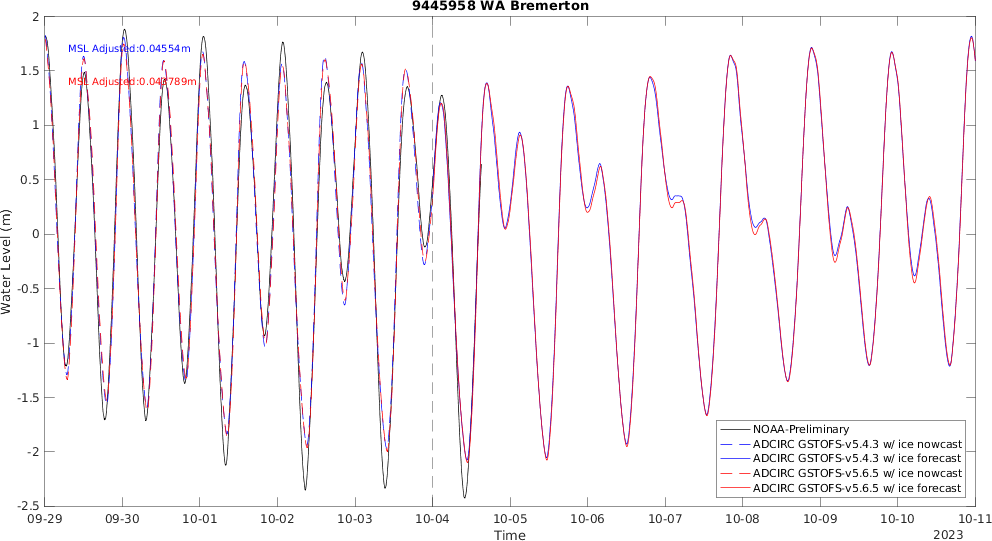 9445958 WA Bremerton
MSL Adjusted:0.04554m
MSL Adjusted:
2
1.5
1
0.5
0
-0.5
-1
-1.5
-2
-2.5
Water Level (m)
NOAA-Preliminary
ADCIRC GSTOFS-v5.4.3 w/ ice nowcast
ADCIRC GSTOFS-v5.4.3 w/ ice forecast
ADCIRC GSTOFS-v5.6.5 w/ ice nowcast
ADCIRC GSTOFS-v5.6.5 w/ ice forecast
09-29 09-30 10-01 10-02 10-03 10-04 10-05 10-06 10-07 10-08 10-09 10-10 10-11
Time
2023